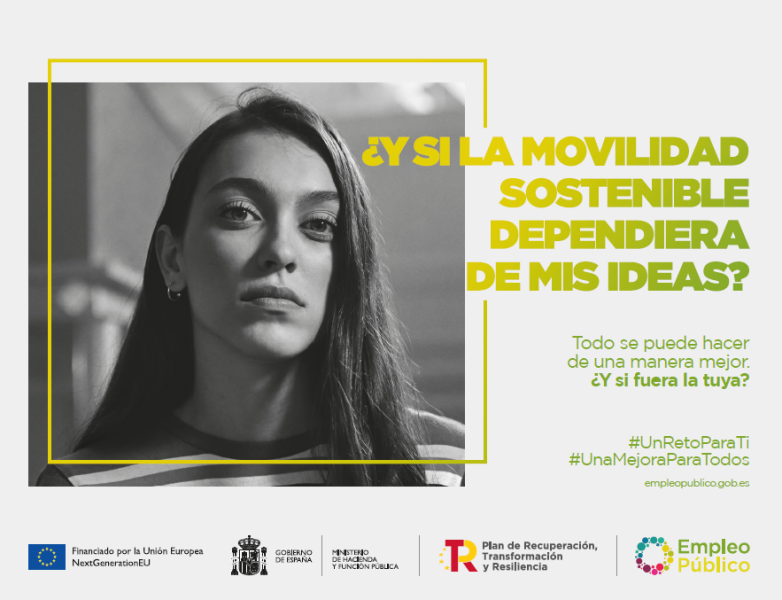 ¿Y SI LA MOVILIDAD
SOSTENIBLE
DEPENDIERA
DE MIS IDEAS?
Todo se puede hacer
de una manera mejor.
¿Y si fuera la tuya?
#UnRetoParaTi
#UnaMejoraParaTodos
empleopublico.gob.es
Financiado por la Unión Europea
NextGenerationEU
GOBIERNO
DE ESPAÑA
MINISTERIO
DE HACIENDA
Y FUNCIÓN PÚBLICA
TR
Plan de Recuperación,
Transformación
y Resiliencia
Empleo
Público